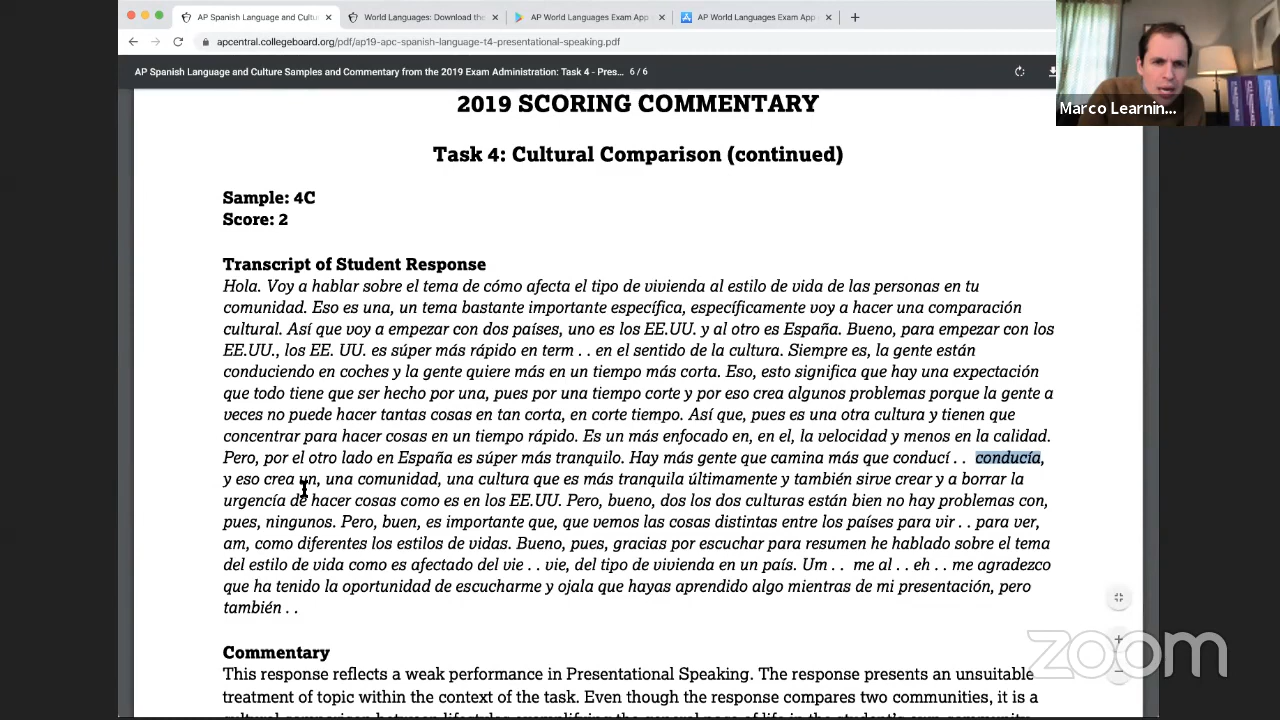 AP Spanish Language and Cultu
World Languages: Download the
AP World Languages Exam App
AP World Languages Exam App
apcentral.collegeboard.org/pdf/ap19-apc-spanish-language-t4-presentational-speaking.pdf
AP Spanish Language and Culture Samples and Commentary from the 2019 Exam Administration: Task 4 - Pres... 6 / 6
Marco Learnin...
2019 SCORING COMMENTARY
Task 4: Cultural Comparison (continued)
Sample: 4C
Score: 2
Transcript of Student Response
Hola. Voy a hablar sobre el tema de cómo afecta el tipo de vivienda al estilo de vida de las personas en tu
comunidad. Eso es una, un tema bastante importante específica, específicamente voy a hacer una comparación
cultural. Así que voy a empezar con dos países, uno es los EE.UU. y al otro es España. Bueno, para empezar con los
EE.UU., los EE. UU. es súper más rápido en term . . en el sentido de la cultura. Siempre es, la gente están
conduciendo en coches y la gente quiere más en un tiempo más corta. Eso, esto significa que hay una expectación
que todo tiene que ser hecho por una, pues por una tiempo corte y por eso crea algunos problemas porque la gente a
veces no puede hacer tantas cosas en tan corta, en corte tiempo. Así que, pues es una otra cultura y tienen que
concentrar para hacer cosas en un tiempo rápido. Es un más enfocado en, en el, la velocidad y menos en la calidad.
Pero, por el otro lado en España es súper más tranquilo. Hay más gente que camina más que conducí . . conducía,
y eso crea un, una comunidad, una cultura que es más tranquila últimamente y también sirve crear y a borrar la
urgencía de hacer cosas como es en los EE.UU. Pero, bueno, dos los dos culturas están bien no hay problemas con,
pues, ningunos. Pero, buen, es importante que, que vemos las cosas distintas entre los países para vir . . para ver,
am, como diferentes los estilos de vidas. Bueno, pues, gracias por escuchar para resumen he hablado sobre el tema
del estilo de vida como es afectado del vie . . vie, del tipo de vivienda en un país. Um . . me al . . eh . . me agradezco
que ha tenido la oportunidad de escucharme y ojala que hayas aprendido algo mientras de mi presentación, pero
también . .
Commentary
This response reflects a weak performance in Presentational Speaking. The response presents an unsuitable
treatment of topic within the context of the task. Even though the response compares two communities, it is a
cultural comparison between lifestyles exemplifying the general pace of life in the student's own community
zoom